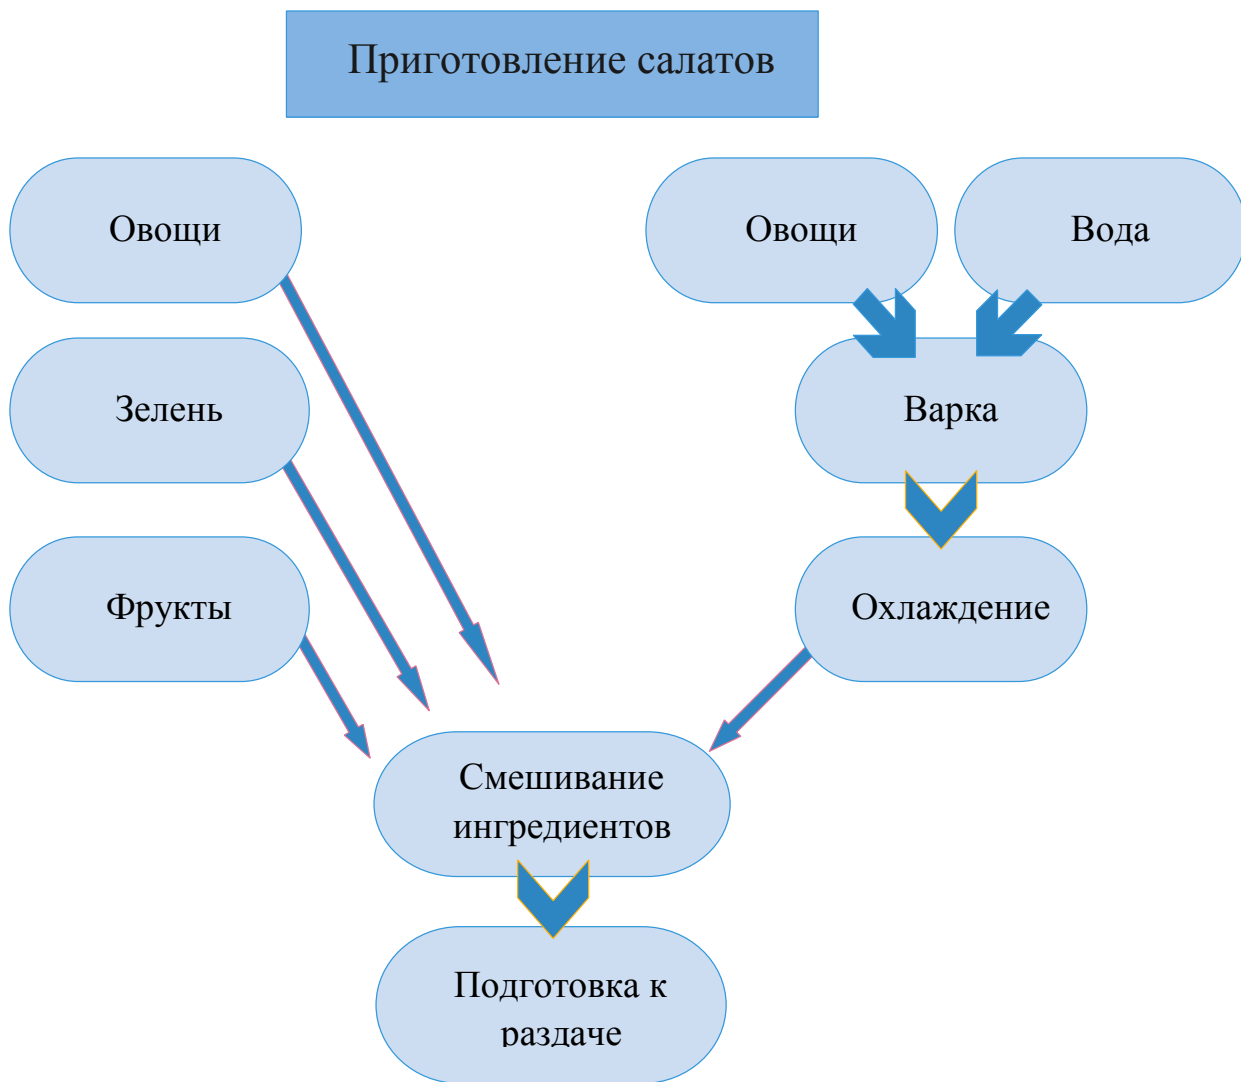 Приготовление салатов
Овощи
Овощи
Вода
Зелень
Варка
Фрукты
Охлаждение
Смешивание
ингредиентов
Подготовка к
раздаче